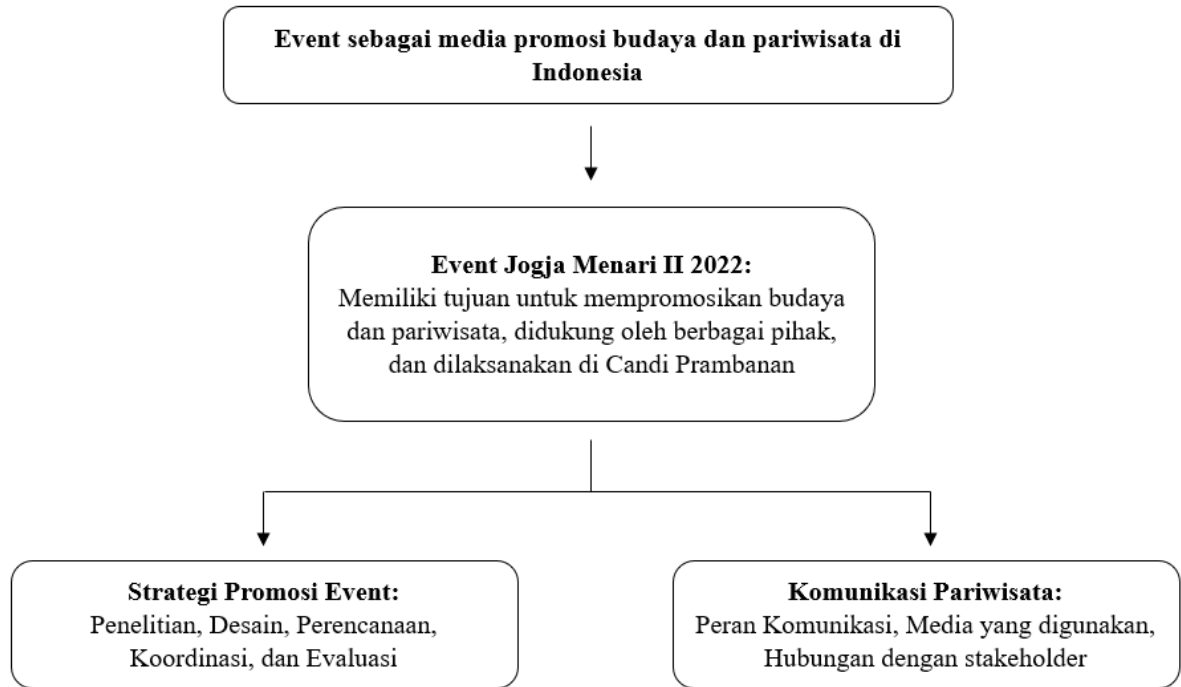 Event sebagai media promosi budaya dan pariwisata di
Indonesia
Event Jogja Menari II 2022:
Memiliki tujuan untuk mempromosikan budaya
dan pariwisata, didukung oleh berbagai pihak,
dan dilaksanakan di Candi Prambanan
Strategi Promosi Event:
Penelitian, Desain, Perencanaan,
Koordinasi, dan Evaluasi
Komunikasi Pariwisata:
Peran Komunikasi, Media yang digunakan,
Hubungan dengan stakeholder